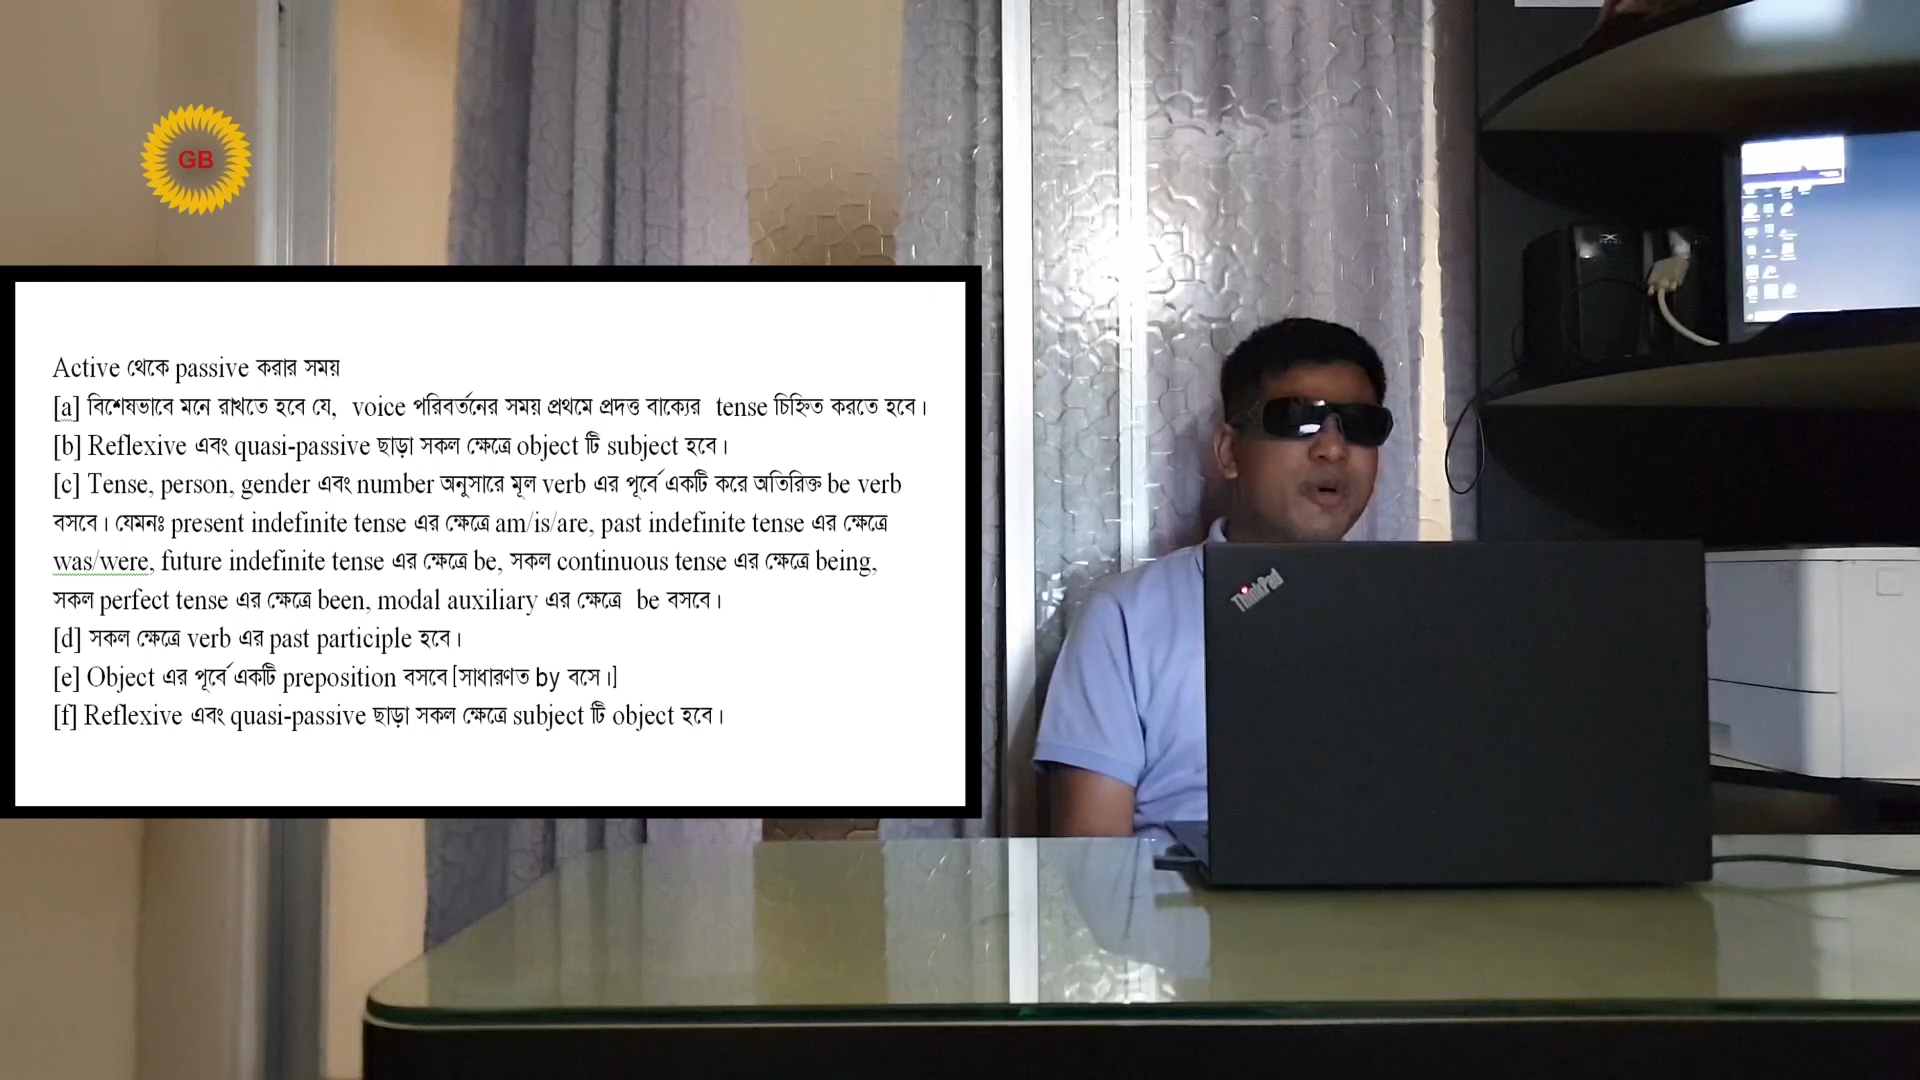 GB
Active থেকে passive করার সময়
[a] বিশেষভাবে মনে রাখতে হবে যে, voice পরিবর্তনের সময় প্রথমে প্রদত্ত বাক্যের tense চিহ্নিত করতে হবে।
[b] Reflexive এবং quasi-passive ছাড়া সকল ক্ষেত্রে object টি subject হবে।
[c] Tense, person, gender এবং number অনুসারে মূল verb এর পূর্বে একটি করে অতিরিক্ত be verb
বসবে। যেমনঃ present indefinite tense এর ক্ষেত্রে am/is/are, past indefinite tense এর ক্ষেত্রে
was/were, future indefinite tense এর ক্ষেত্রে be, সকল continuous tense এর ক্ষেত্রে being,
সকল perfect tense এর ক্ষেত্রে been, modal auxiliary এর ক্ষেত্রে be বসবে।
[d] সকল ক্ষেত্রে verb এর past participle হবে।
[e] Object এর পূর্বে একটি preposition বসবে [সাধারণত by বসে।]
[f] Reflexive এবং quasi-passive ছাড়া সকল ক্ষেত্রে subject টি object হবে।
ThinkPad